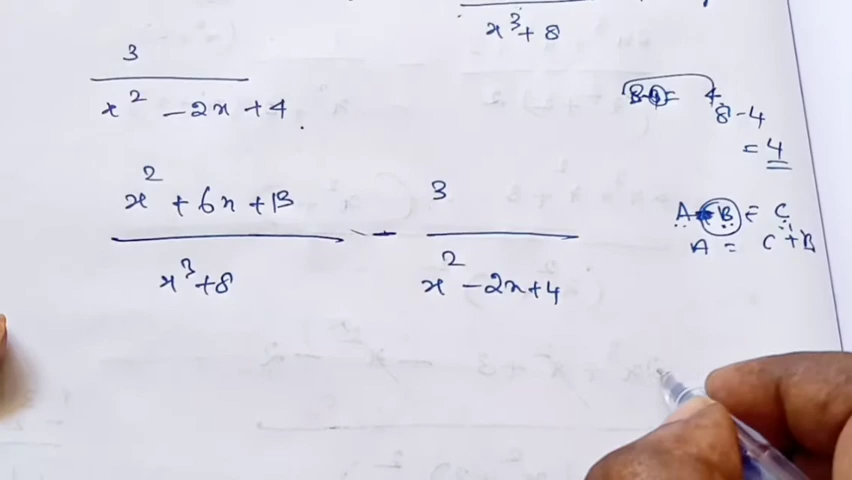 x³ + 8
3
x² - 2x + 4.
8 - 4
= 4
x² + 6x + 13
x³ + 8
-
3
x² - 2x + 4
A - B = C
A = C + B